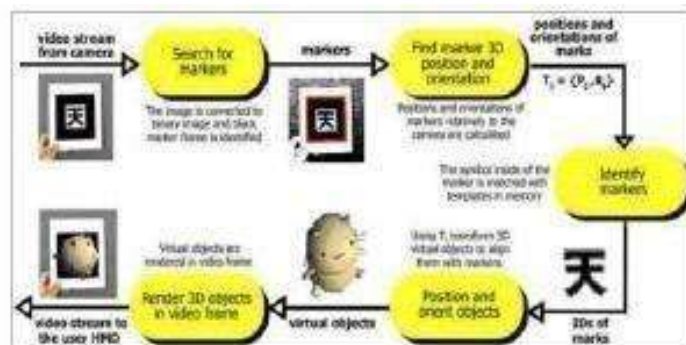 video stream
from camera
Search for
markers
The image is converted to
binary image and black
marker frame is identified
markers
Find marker 3D
position and
orientation
Positions and orientations of
markers relatively to the
camera are calculated
positions and
orientations of
marks
天
The symbol inside of the
marker is matched with
templates in memory
Identify
markers
天
IDs of
marks
Using T, transform 3D
virtual objects to align
them with markers
Position and
orient objects
virtual objects
Virtual objects are
rendered in video frame
Render 3D objects
in video frame
video stream to
the user HMD